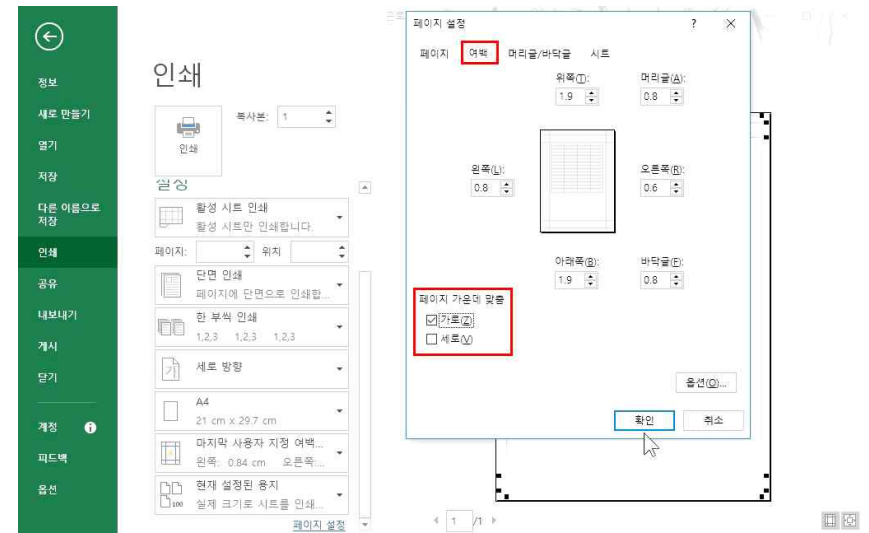 정보
새로 만들기
열기
저장
다른 이름으로
저장
인쇄
공유
내보내기
게시
닫기
계정
피드백
옵션
인쇄
인쇄
복사본: 1
설정
활성 시트 인쇄
활성 시트만 인쇄합니다.
페이지: 위치
단면 인쇄
페이지에 단면으로 인쇄합...
한 부씩 인쇄
1,2,3 1,2,3 1,2,3
세로 방향
A4
21 cm x 29.7 cm
마지막 사용자 지정 여백...
왼쪽: 0.84 cm 오른쪽:...
현재 설정된 용지
실제 크기로 시트를 인쇄...
100
페이지 설정
페이지 설정 ? ×
페이지 여백 머리글/바닥글 시트
위쪽(T): 머리글(A):
1.9 0.8
왼쪽(L): 오른쪽(R):
0.8 0.6
아래쪽(B): 바닥글(F):
1.9 0.8
페이지 가운데 맞춤
가로(Z)
세로(V)
옵션(O)...
확인 취소
1 /1